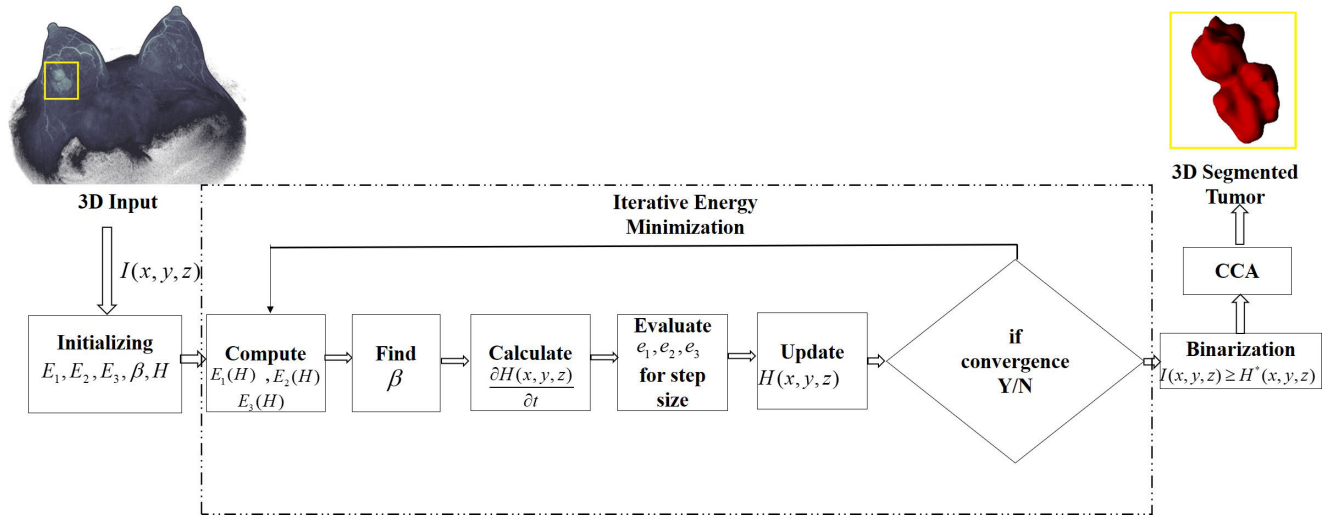 3D Input
I(x, y, z)
Initializing
E₁, E₂, E₃, β, H
Iterative Energy
Minimization
Compute
E₁(H) , E₂(H)
E₃(H)
Find
β
Calculate
∂H(x, y, z)
∂t
Evaluate
e₁, e₂, e₃
for step
size
Update
H(x, y, z)
if
convergence
Y/N
Binarization
I(x, y, z) ≥ H*(x, y, z)
CCA
3D Segmented
Tumor